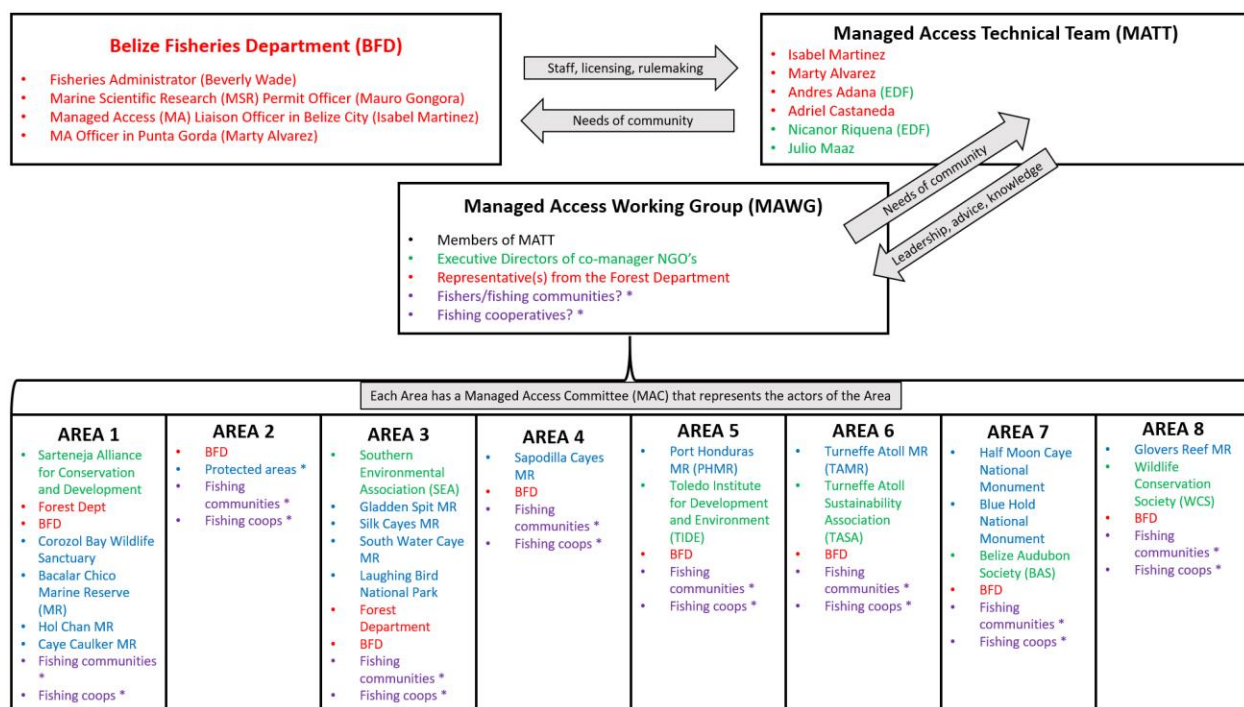 Belize Fisheries Department (BFD)
• Fisheries Administrator (Beverly Wade)
• Marine Scientific Research (MSR) Permit Officer (Mauro Gongora)
• Managed Access (MA) Liaison Officer in Belize City (Isabel Martinez)
• MA Officer in Punta Gorda (Marty Alvarez)
Staff, licensing, rulemaking
Needs of community
Managed Access Technical Team (MATT)
• Isabel Martinez
• Marty Alvarez
• Andres Adana (EDF)
• Adriel Castaneda
• Nicanor Riquena (EDF)
• Julio Maaz
Needs of community
Leadership, advice, knowledge
Managed Access Working Group (MAWG)
• Members of MATT
• Executive Directors of co-manager NGO's
• Representative(s) from the Forest Department
• Fishers/fishing communities? *
• Fishing cooperatives? *
Each Area has a Managed Access Committee (MAC) that represents the actors of the Area
AREA 1
• Sarteneja Alliance
for Conservation
and Development
• Forest Dept
• BFD
• Corozol Bay Wildlife
Sanctuary
• Bacalar Chico
Marine Reserve
(MR)
• Hol Chan MR
• Caye Caulker MR
• Fishing communities
*
• Fishing coops *
AREA 2
• BFD
• Protected areas *
• Fishing
communities *
• Fishing coops *
AREA 3
• Southern
Environmental
Association (SEA)
• Gladden Spit MR
• Silk Cayes MR
• South Water Caye
MR
• Laughing Bird
National Park
• Forest
Department
• BFD
• Fishing
communities *
• Fishing coops *
AREA 4
• Sapodilla Cayes
MR
• BFD
• Fishing
communities *
• Fishing coops *
AREA 5
• Port Honduras
MR (PHMR)
• Toledo Institute
for Development
and Environment
(TIDE)
• BFD
• Fishing
communities *
• Fishing coops *
AREA 6
• Turneffe Atoll MR
(TAMR)
• Turneffe Atoll
Sustainability
Association
(TASA)
• BFD
• Fishing
communities *
• Fishing coops *
AREA 7
• Half Moon Caye
National
Monument
• Blue Hold
National
Monument
• Belize Audubon
Society (BAS)
• BFD
• Fishing
communities *
• Fishing coops *
AREA 8
• Glovers Reef MR
• Wildlife
Conservation
Society (WCS)
• BFD
• Fishing
communities *
• Fishing coops *